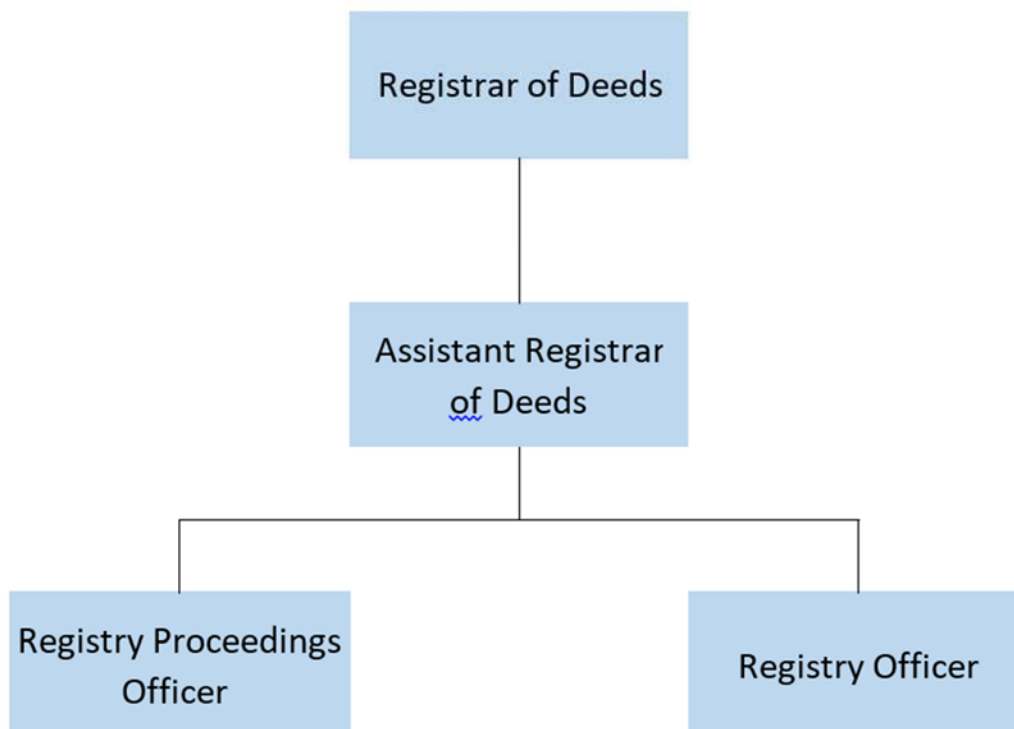 Registrar of Deeds
Assistant Registrar
of Deeds
Registry Proceedings
Officer
Registry Officer